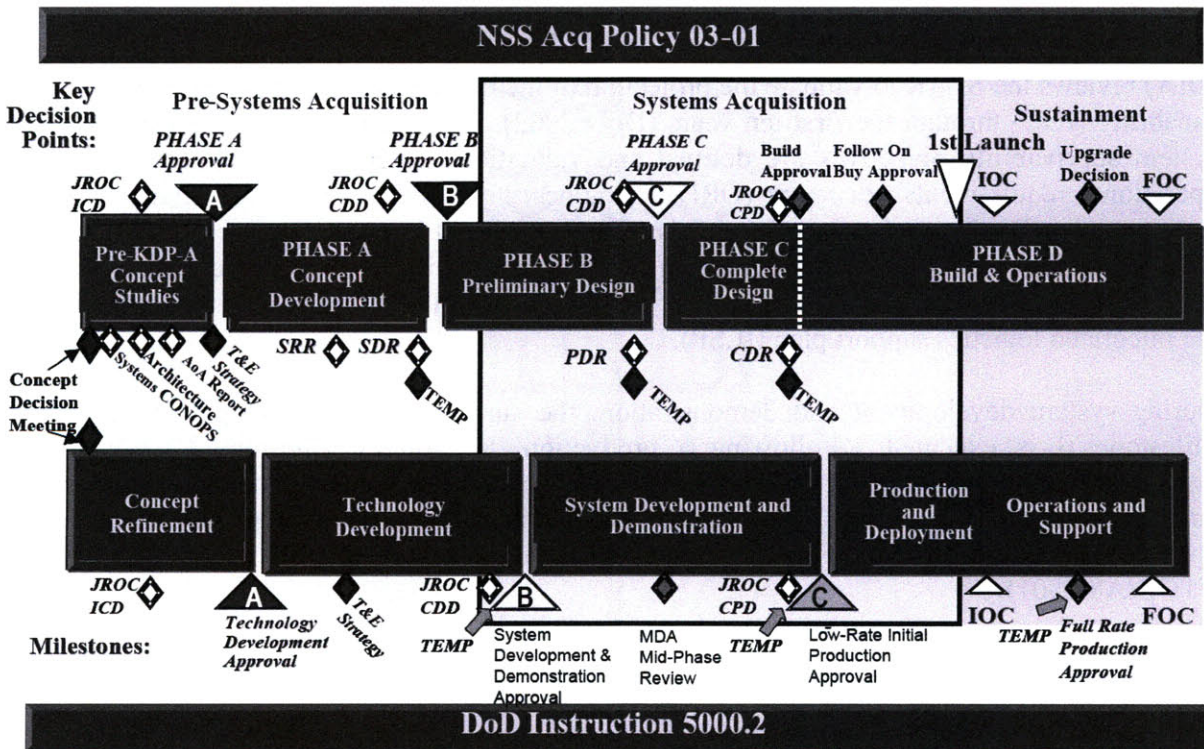 NSS Acq Policy 03-01
Key
Decision
Points:
Pre-Systems Acquisition
Systems Acquisition
Sustainment
PHASE A
Approval
PHASE B
Approval
PHASE C
Approval
Build
Approval
Follow On
Buy Approval
1st Launch
Upgrade
Decision
JROC
ICD
A
JROC
CDD
B
JROC
CDD
C
JROC
CPD
IOC
FOC
Pre-KDP-A
Concept
Studies
PHASE A
Concept
Development
PHASE B
Preliminary Design
PHASE C
Complete
Design
PHASE D
Build & Operations
Concept
Decision
Meeting
Systems CONOPS
Architecture
AoA Report
T&E
Strategy
SRR
SDR
TEMP
PDR
TEMP
CDR
TEMP
Concept
Refinement
Technology
Development
System Development and
Demonstration
Production
and
Deployment
Operations and
Support
Milestones:
JROC
ICD
A
Technology
Development
Approval
T&E
Strategy
JROC
CDD
TEMP
B
System
Development &
Demonstration
Approval
MDA
Mid-Phase
Review
JROC
CPD
TEMP
C
Low-Rate Initial
Production
Approval
IOC
TEMP
Full Rate
Production
Approval
FOC
DoD Instruction 5000.2